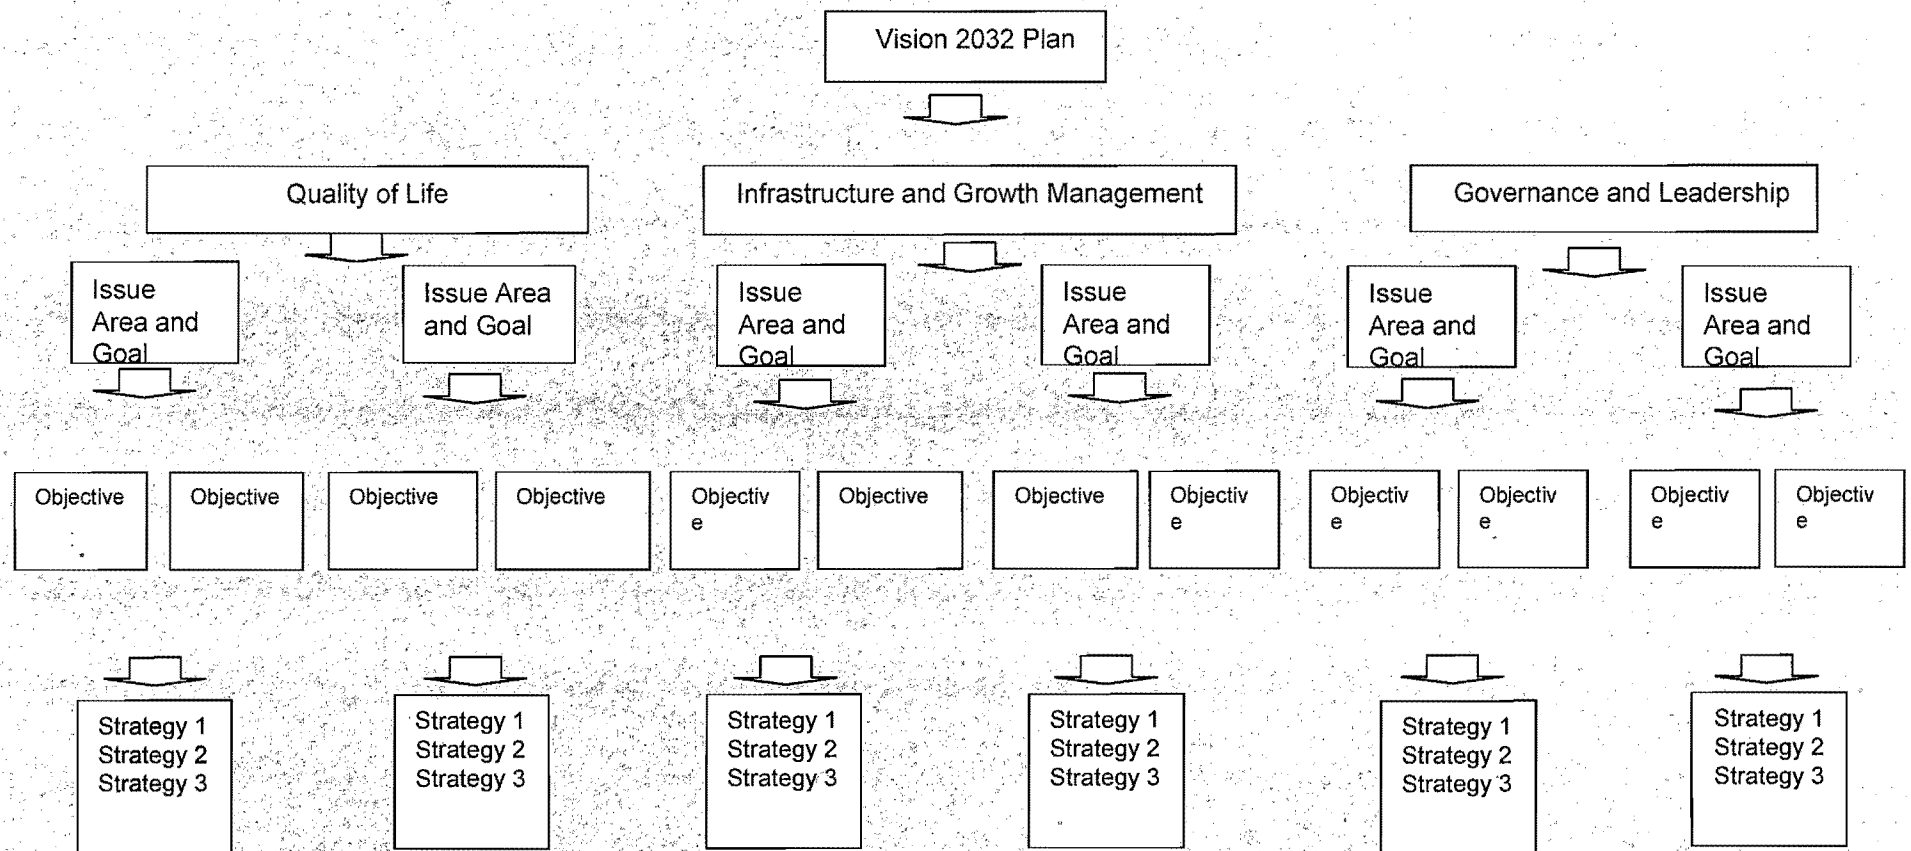 Vision 2032 Plan
Quality of Life
Infrastructure and Growth Management
Governance and Leadership
Issue
Area and
Goal
Issue Area
and Goal
Issue
Area and
Goal
Issue
Area and
Goal
Issue
Area and
Goal
Issue
Area and
Goal
Objective
Objective
Objective
Objective
Objectiv
e
Objective
Objective
Objectiv
e
Objectiv
e
Objectiv
e
Objectiv
e
Objectiv
e
Strategy 1
Strategy 2
Strategy 3
Strategy 1
Strategy 2
Strategy 3
Strategy 1
Strategy 2
Strategy 3
Strategy 1
Strategy 2
Strategy 3
Strategy 1
Strategy 2
Strategy 3
Strategy 1
Strategy 2
Strategy 3